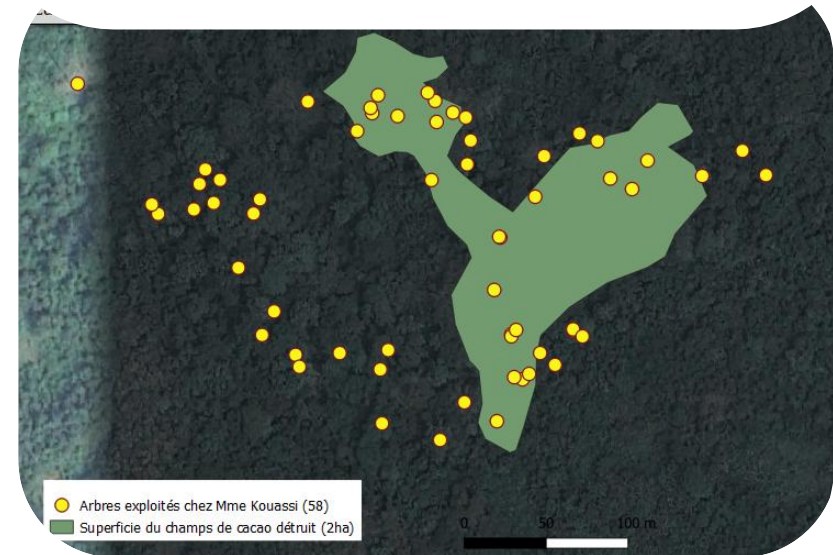 Arbres exploités chez Mme Kouassi (58)
Superficie du champs de cacao détruit (2ha)
0 50 100 m